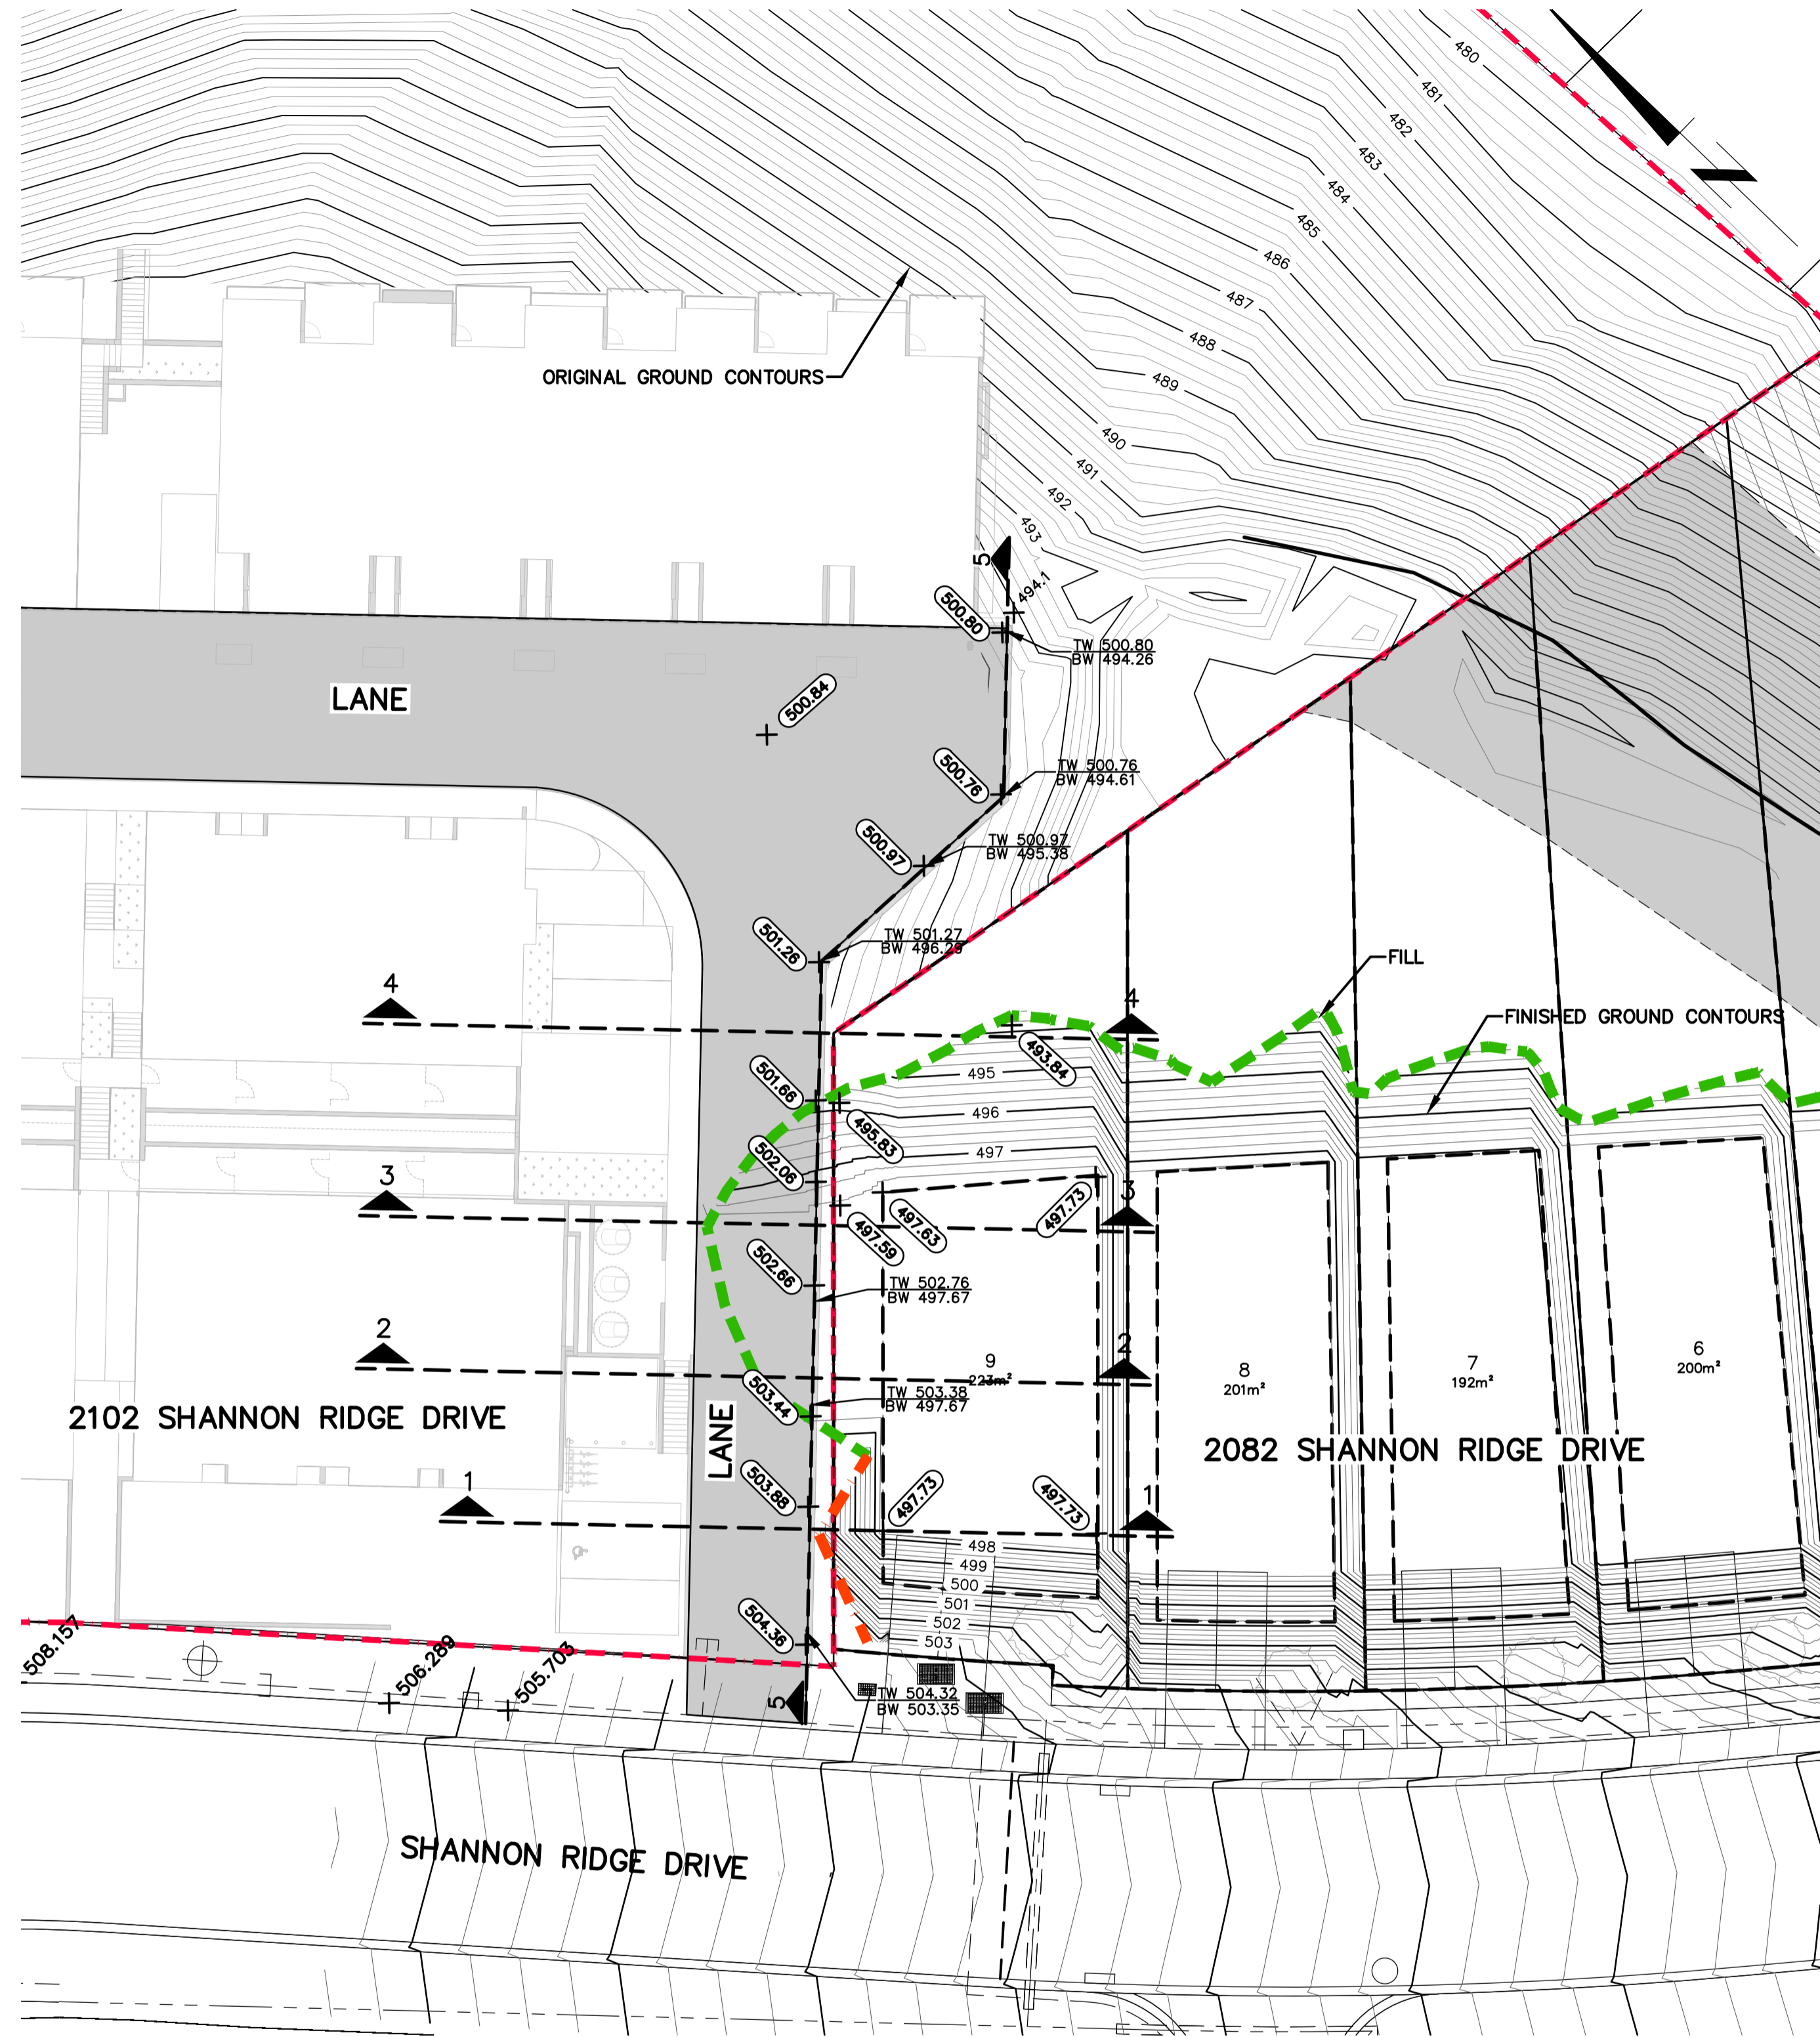 480
481
482
483
484
485
486
487
488
489
490
491
492
493
ORIGINAL GROUND CONTOURS
5
494.1
500.80
TW 500.80
BW 494.26
LANE
500.84
500.76
TW 500.76
BW 494.61
500.97
TW 500.97
BW 495.38
501.26
TW 501.27
BW 496.29
FILL
4
4
FINISHED GROUND CONTOURS
493.84
495
501.66
496
495.83
497
502.06
3
3
497.59
497.63
497.73
502.66
TW 502.76
BW 497.67
2
2
9
223m²
8
201m²
7
192m²
6
200m²
503.44
TW 503.38
BW 497.67
2102 SHANNON RIDGE DRIVE
LANE
2082 SHANNON RIDGE DRIVE
1
503.88
497.73
497.73
1
498
499
500
501
502
503
504.36
508.157
506.289
505.703
5
TW 504.32
BW 503.35
SHANNON RIDGE DRIVE
N